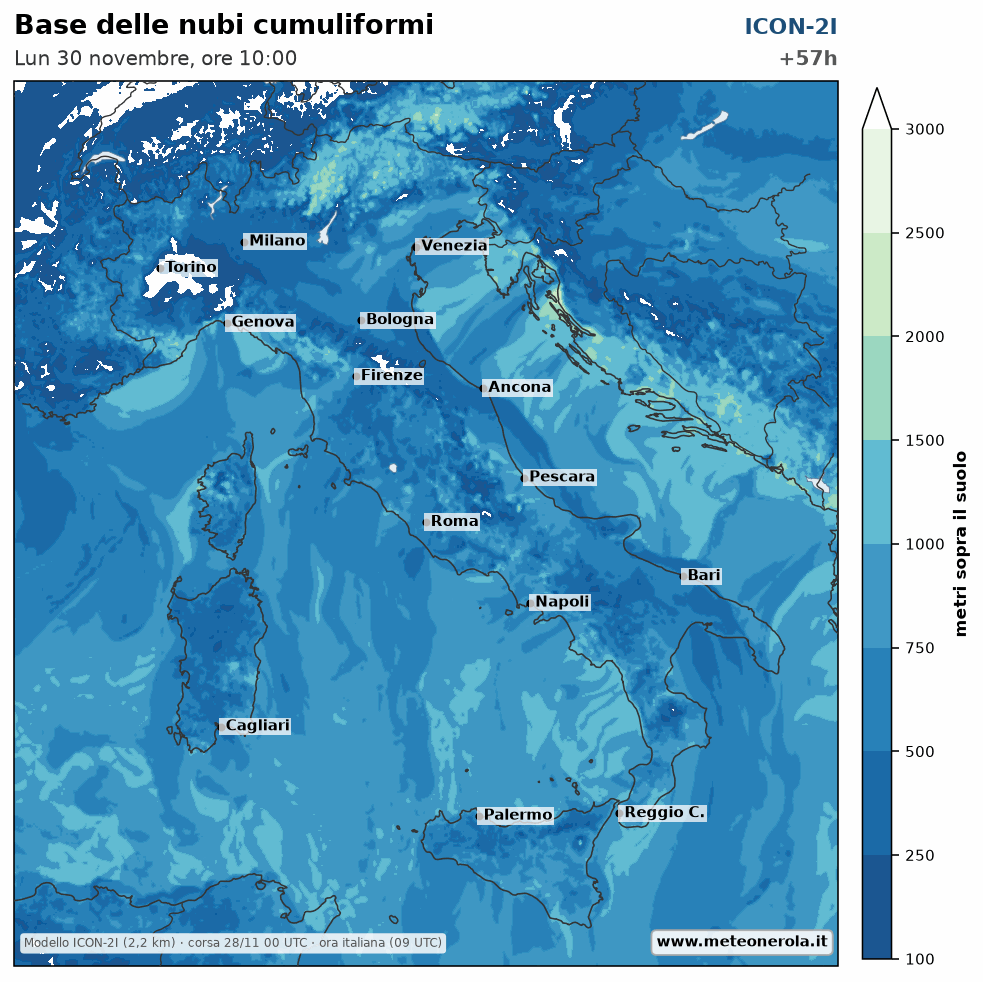 Base delle nubi cumuliformi
ICON-2I
Lun 30 novembre, ore 10:00
+57h
Milano
Venezia
Torino
Genova
Bologna
Firenze
Ancona
Pescara
Roma
Bari
Napoli
Cagliari
Palermo
Reggio C.
3000
2500
2000
1500
1000
750
500
250
100
metri sopra il suolo
Modello ICON-2I (2,2 km) · corsa 28/11 00 UTC · ora italiana (09 UTC)
www.meteonerola.it